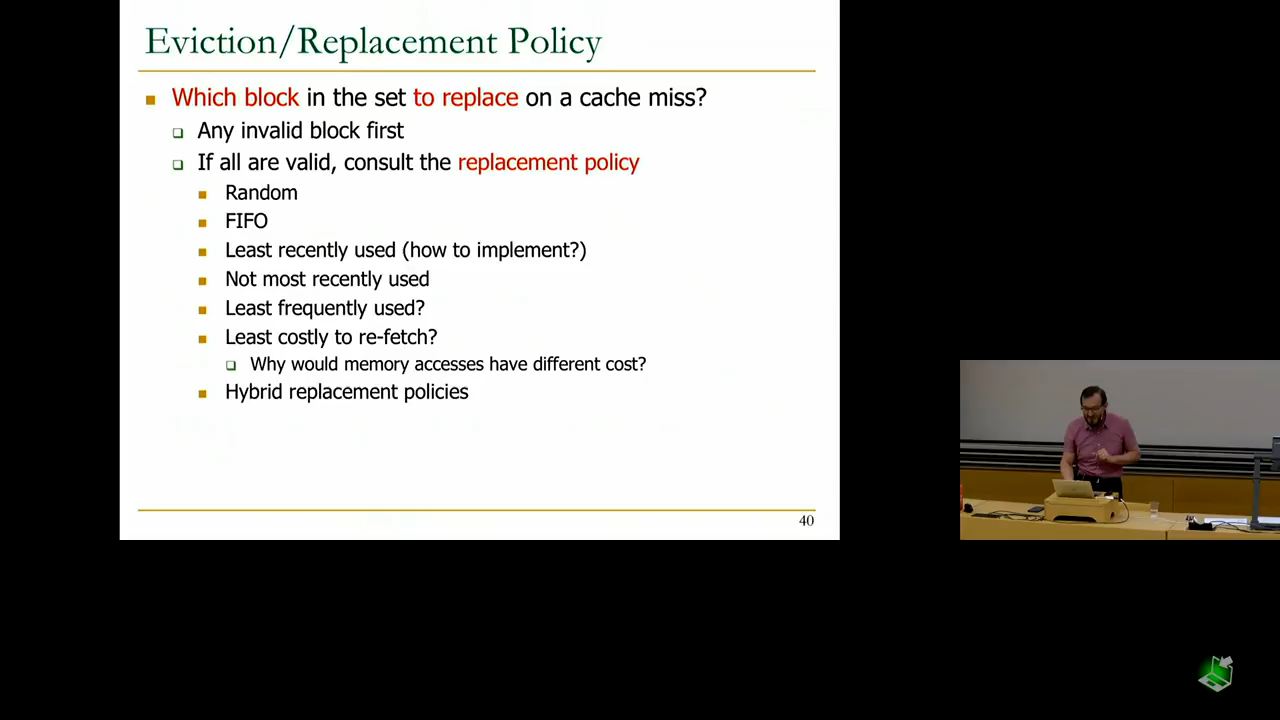 Eviction/Replacement Policy
Which block in the set to replace on a cache miss?
Any invalid block first
If all are valid, consult the replacement policy
Random
FIFO
Least recently used (how to implement?)
Not most recently used
Least frequently used?
Least costly to re-fetch?
Why would memory accesses have different cost?
Hybrid replacement policies
40